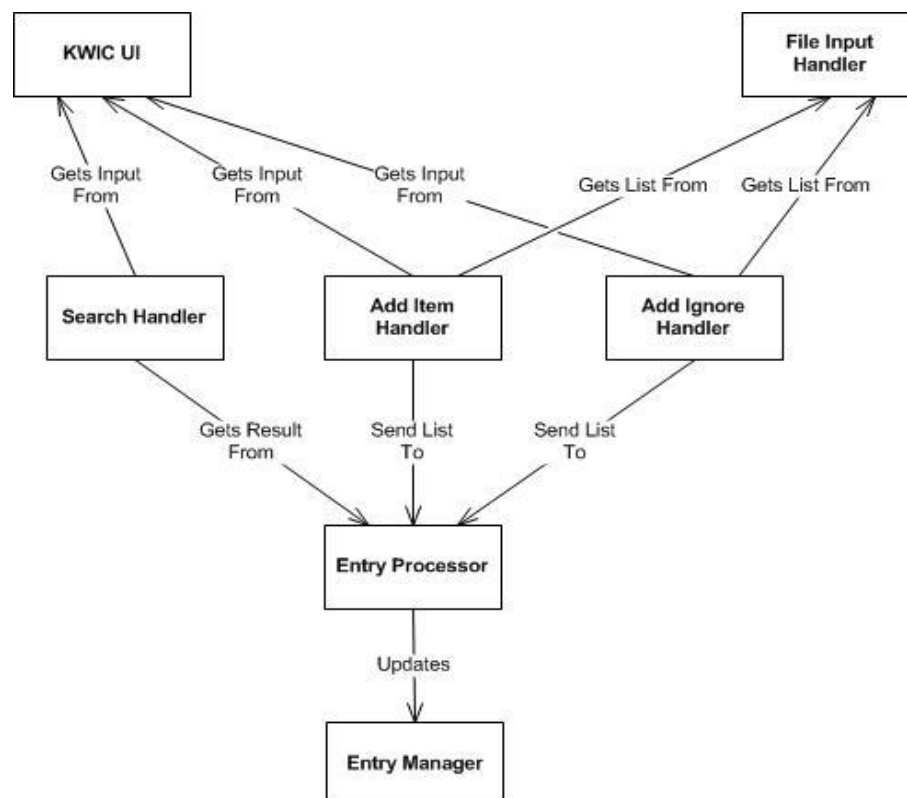 KWIC UI
File Input
Handler
Gets Input
From
Gets Input
From
Gets Input
From
Gets List From
Gets List From
Search Handler
Add Item
Handler
Add Ignore
Handler
Gets Result
From
Send List
To
Send List
To
Entry Processor
Updates
Entry Manager